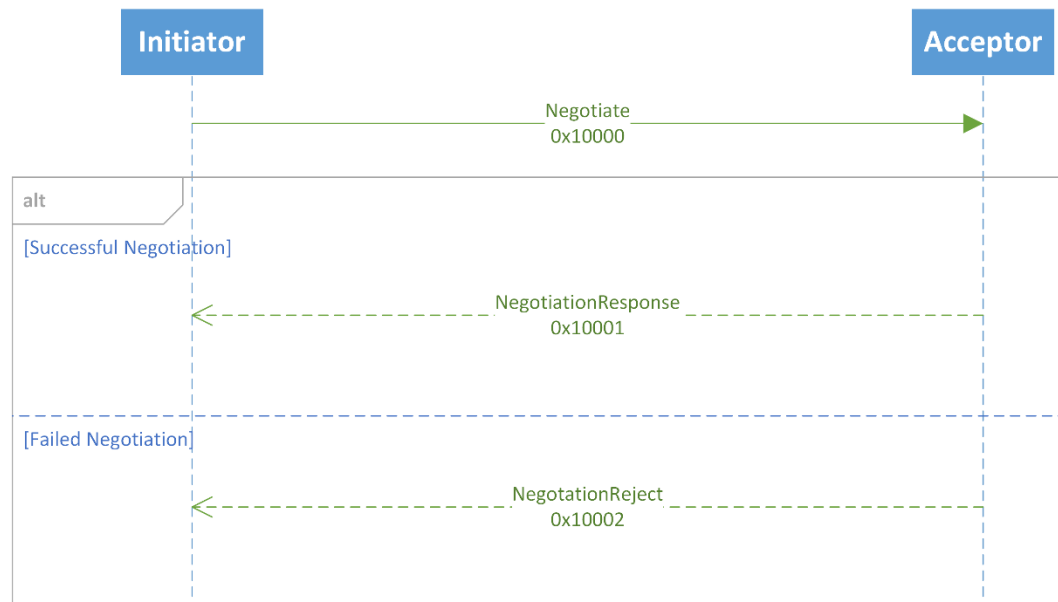 Initiator
Acceptor
Negotiate
0x10000
alt
[Successful Negotiation]
NegotiationResponse
0x10001
[Failed Negotiation]
NegotationReject
0x10002